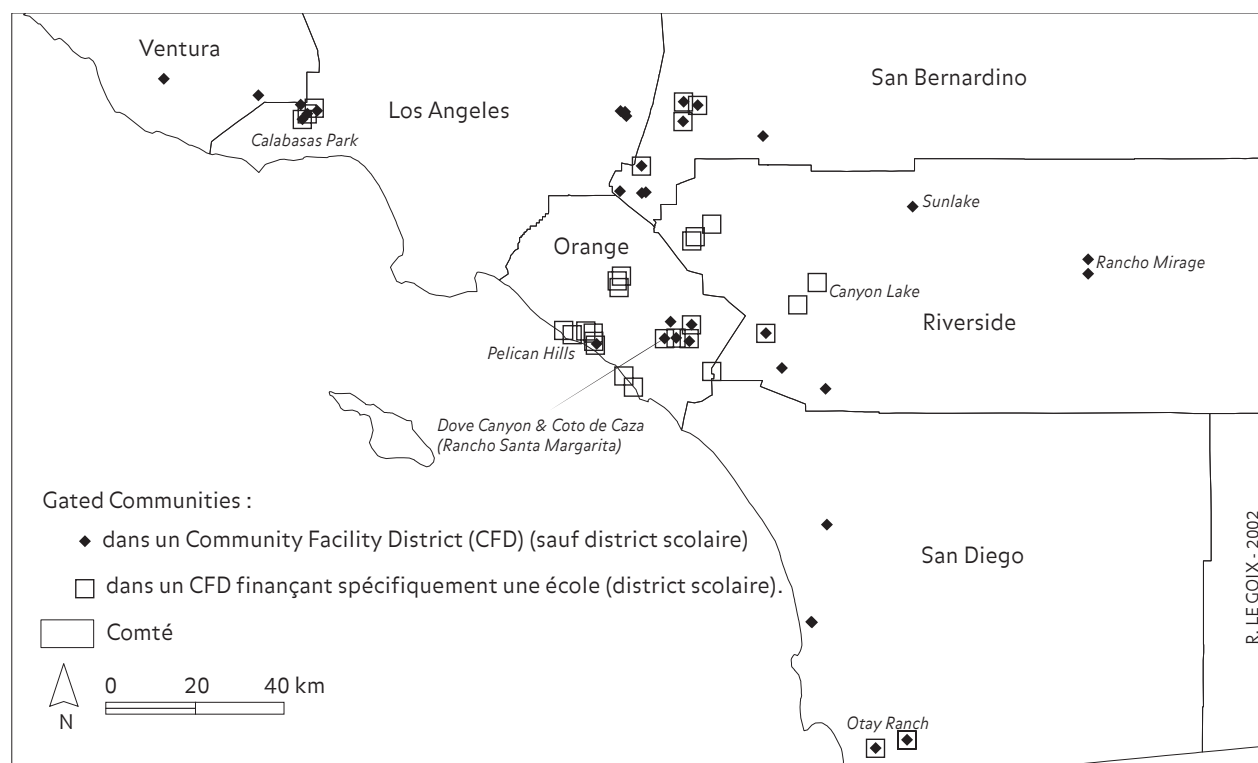 Ventura
San Bernardino
Los Angeles
Calabasas Park
Sunlake
Orange
Rancho Mirage
Canyon Lake
Riverside
Pelican Hills
Dove Canyon & Coto de Caza
(Rancho Santa Margarita)
Gated Communities :
dans un Community Facility District (CFD) (sauf district scolaire)
San Diego
dans un CFD finançant spécifiquement une école (district scolaire).
Comté
0 20 40 km
N
Otay Ranch
R. LE GOIX - 2002